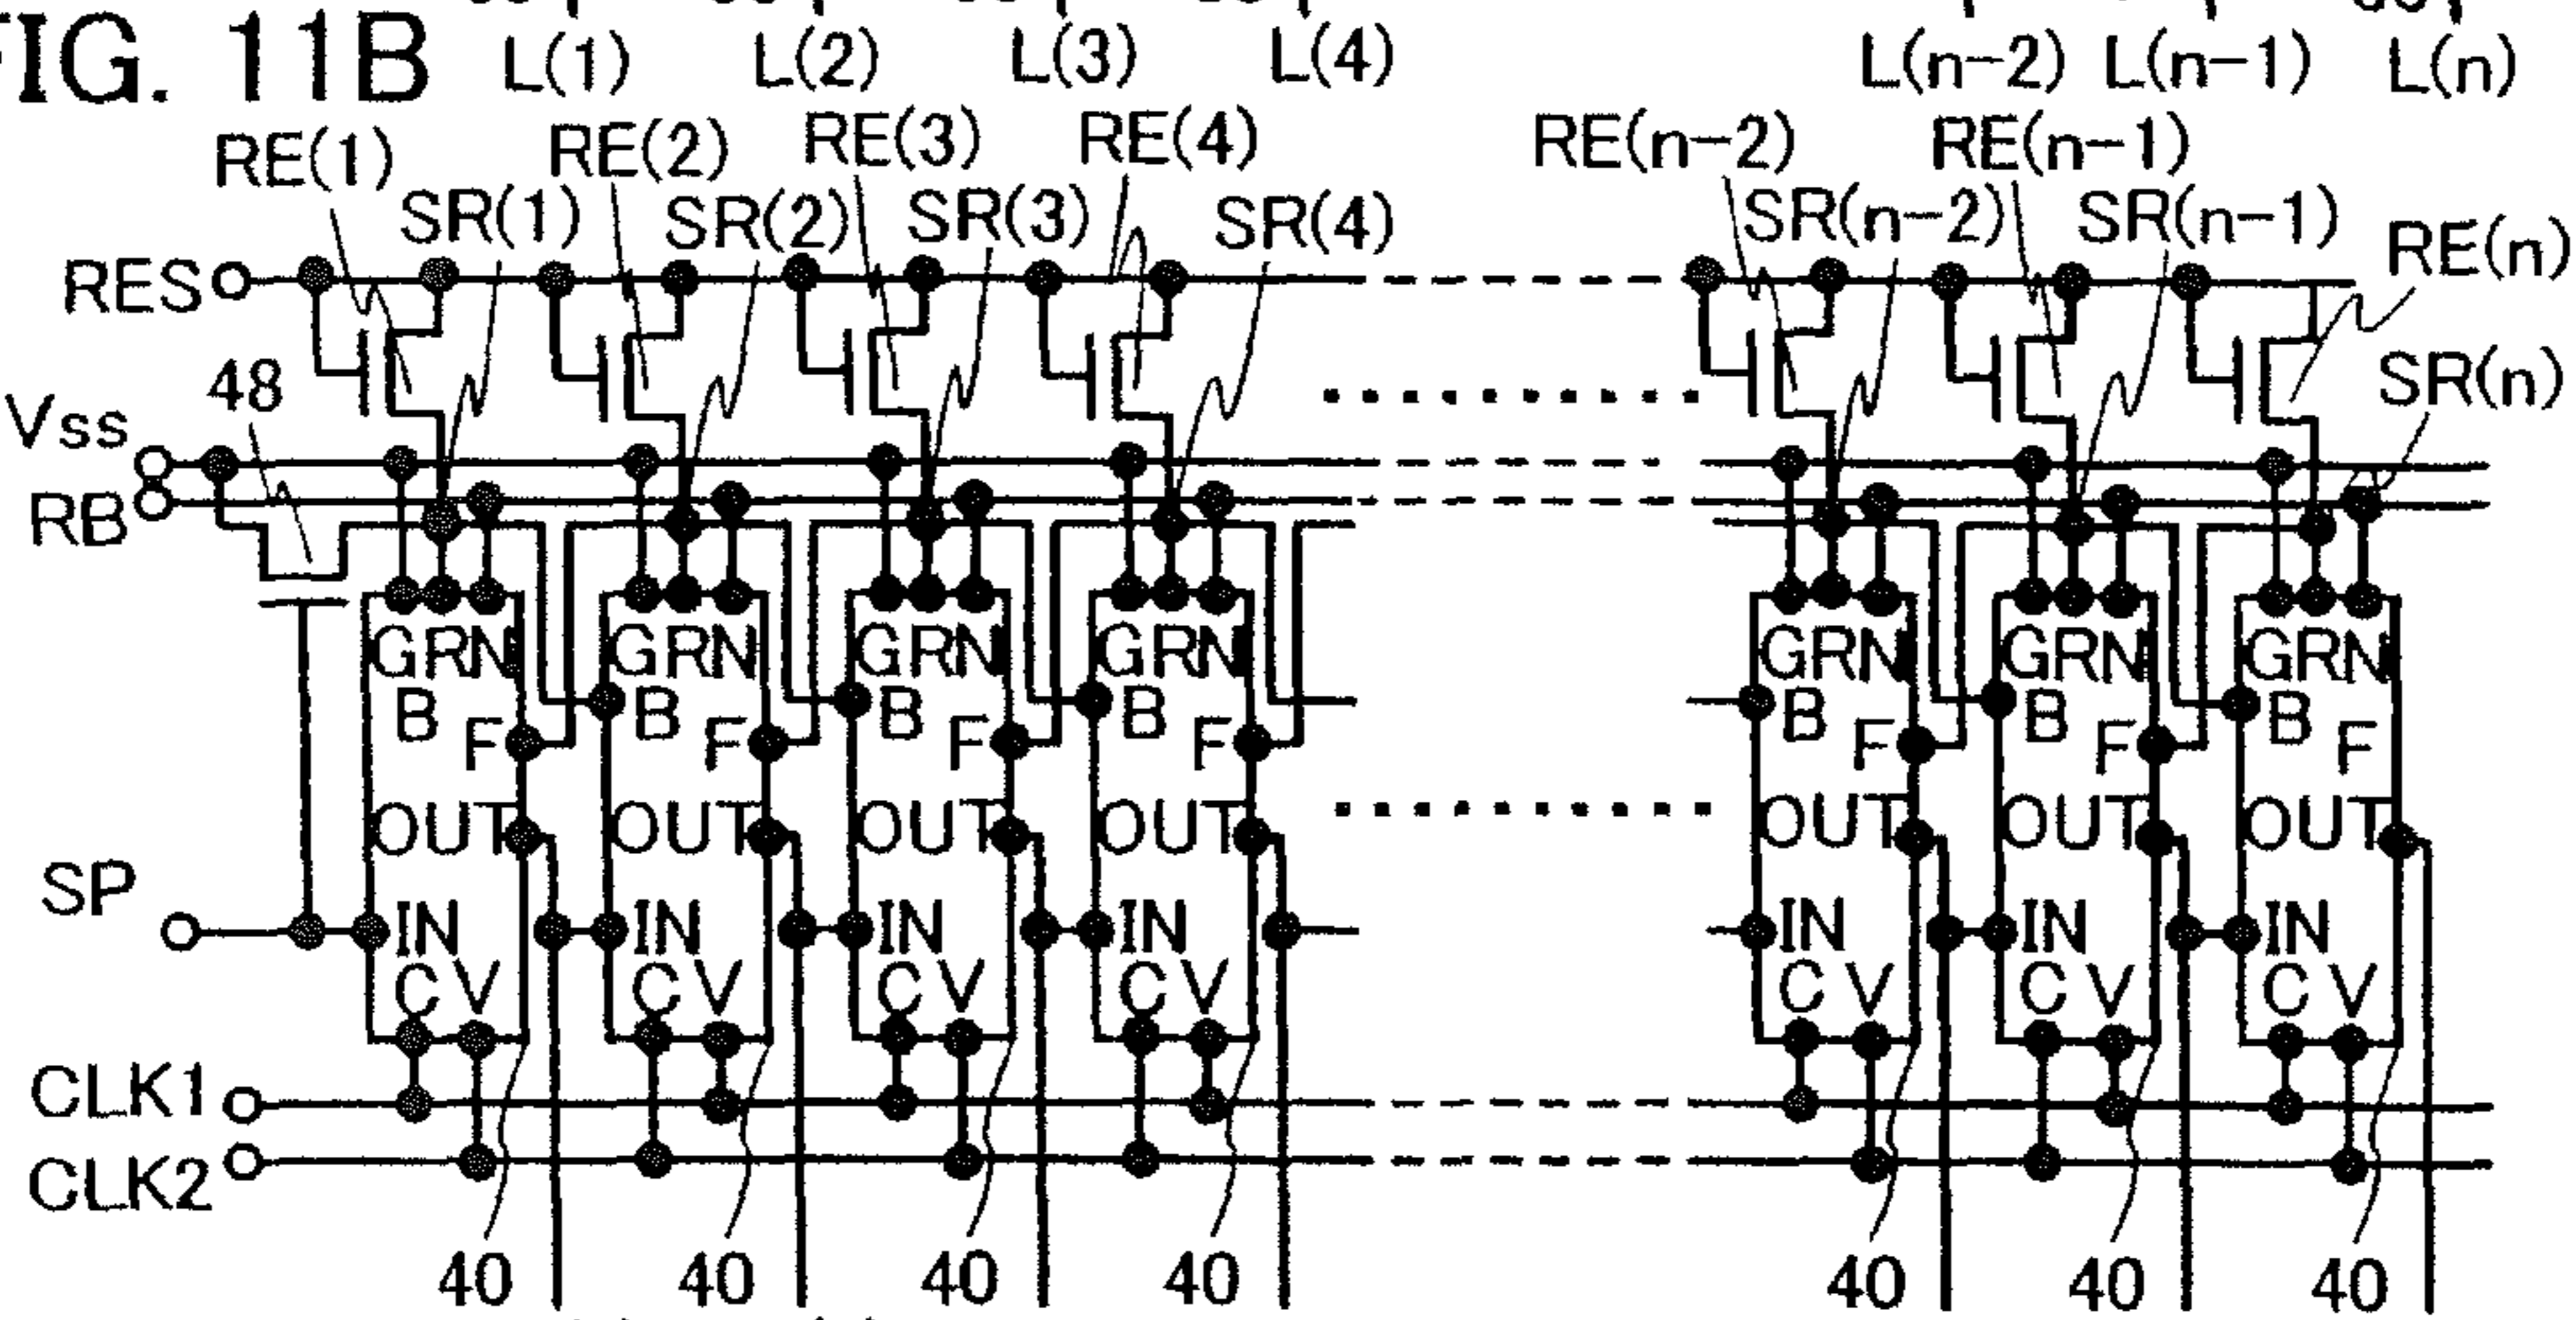 FIG. 11B
L(1) L(2) L(3) L(4) L(n-2) L(n-1) L(n)
RE(1) RE(2) RE(3) RE(4) RE(n-2) RE(n-1)
SR(1) SR(2) SR(3) SR(4) SR(n-2) SR(n-1) RE(n)
RES
48 SR(n)
Vss
RB
GRN GRN GRN GRN GRN GRN GRN
B B B B B B B
F F F F F F F
OUT OUT OUT OUT OUT OUT OUT
SP
IN IN IN IN IN IN IN
C V C V C V C V C V C V C V
CLK1
CLK2
40 40 40 40 40 40 40